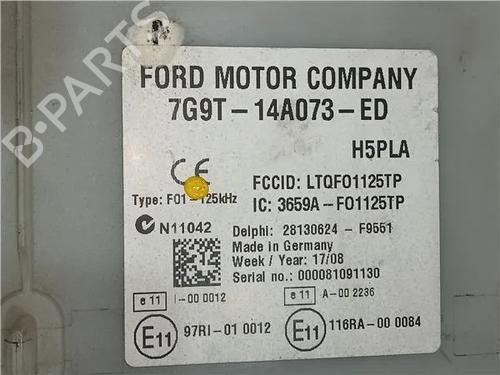 FORD MOTOR COMPANY
7G9T-14A073-ED
H5PLA
CE
FCCID: LTQFO1125TP
Type: F01-125kHz
IC: 3659A-FO1125TP
N11042
Delphi: 28130624 -F9551
Made in Germany
Week / Year: 17/08
Serial no.: 000081091130
e 11 I-00 0012
e 11 A-00 2236
E11 97RI-01 0012
E11 116RA-00 0084
B-PARTS